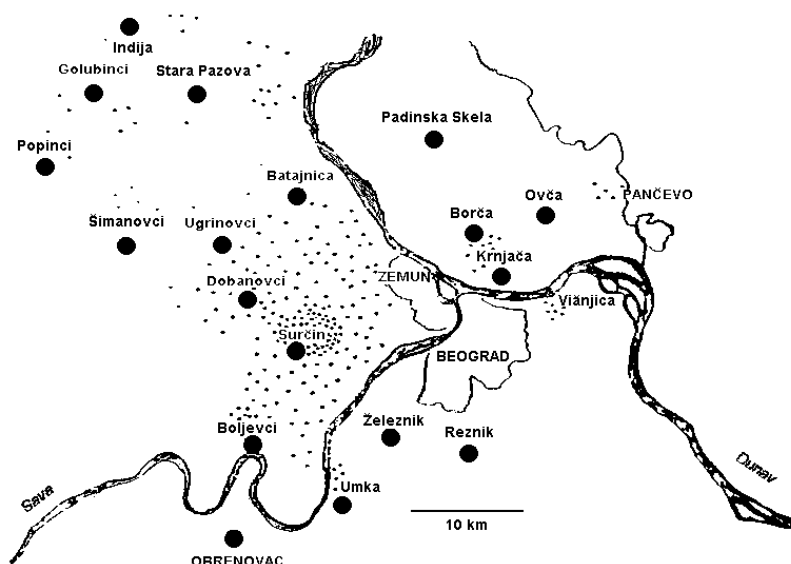 Indija
Golubinci
Stara Pazova
Padinska Skela
Popinci
Batajnica
PANČEVO
Ovča
Borča
Šimanovci
Ugrinovci
Krnjača
ZEMUN
Dobanovci
Višnjica
Surčin
BEOGRAD
Železnik
Boljevci
Reznik
Dunav
Umka
Sava
10 km
OBRENOVAC